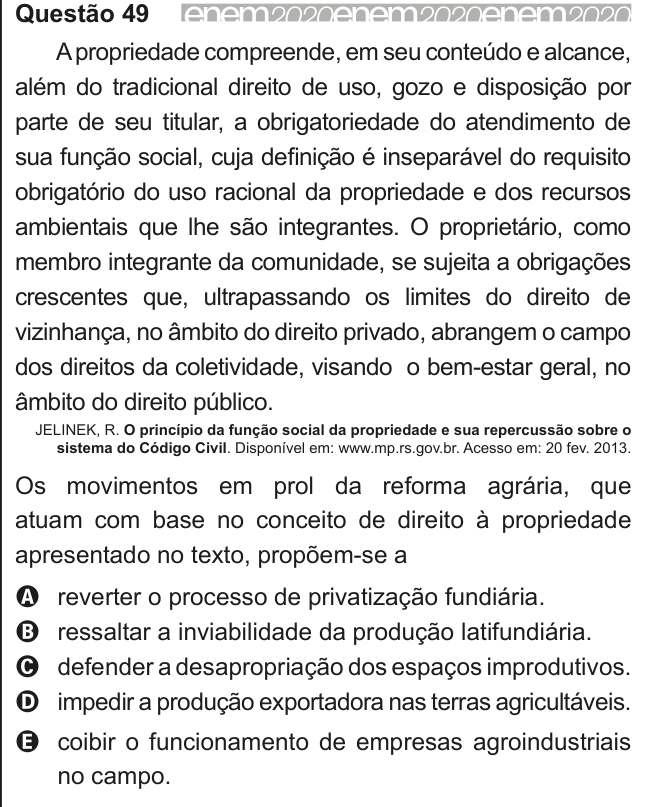 Questão 49 enem2020enem2020enem2020
A propriedade compreende, em seu conteúdo e alcance,
além do tradicional direito de uso, gozo e disposição por
parte de seu titular, a obrigatoriedade do atendimento de
sua função social, cuja definição é inseparável do requisito
obrigatório do uso racional da propriedade e dos recursos
ambientais que lhe são integrantes. O proprietário, como
membro integrante da comunidade, se sujeita a obrigações
crescentes que, ultrapassando os limites do direito de
vizinhança, no âmbito do direito privado, abrangem o campo
dos direitos da coletividade, visando o bem-estar geral, no
âmbito do direito público.
JELINEK, R. O princípio da função social da propriedade e sua repercussão sobre o
sistema do Código Civil. Disponível em: www.mp.rs.gov.br. Acesso em: 20 fev. 2013.
Os movimentos em prol da reforma agrária, que
atuam com base no conceito de direito à propriedade
apresentado no texto, propõem-se a
A reverter o processo de privatização fundiária.
B ressaltar a inviabilidade da produção latifundiária.
C defender a desapropriação dos espaços improdutivos.
D impedir a produção exportadora nas terras agricultáveis.
E coibir o funcionamento de empresas agroindustriais
no campo.